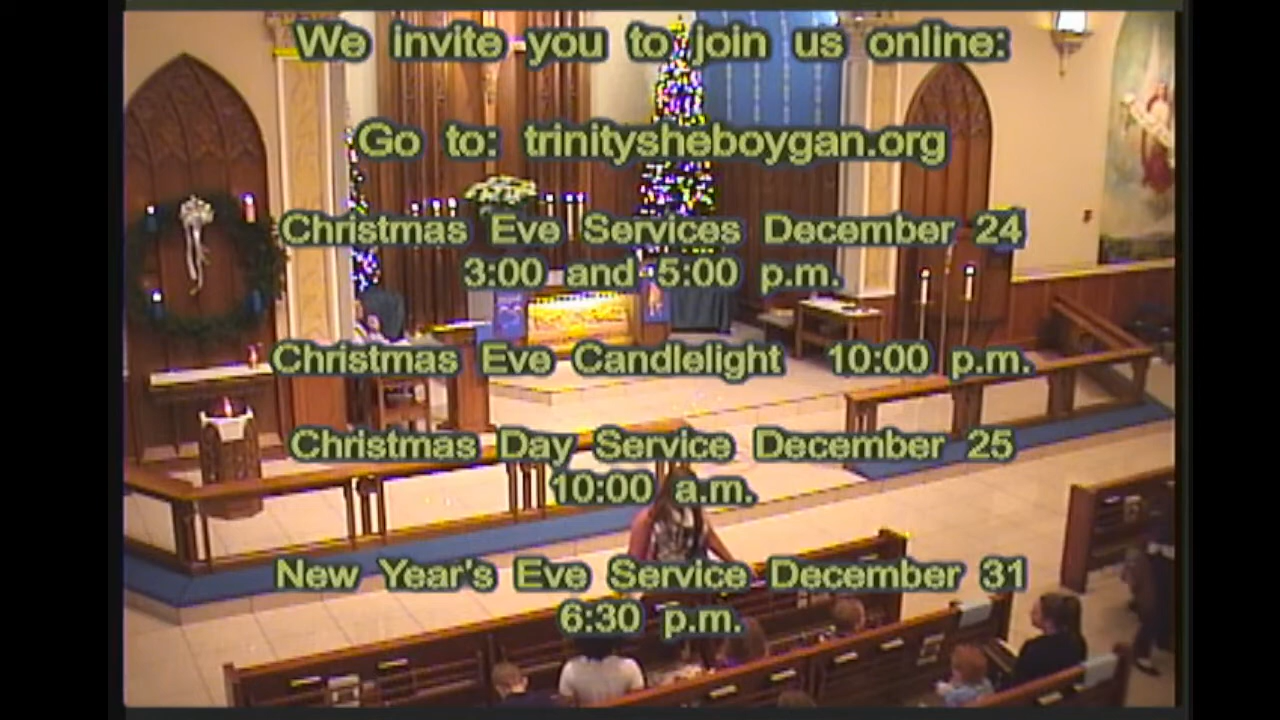 We invite you to join us online:
Go to: trinitysheboygan.org
Christmas Eve Services December 24
3:00 and 5:00 p.m.
Christmas Eve Candlelight 10:00 p.m.
Christmas Day Service December 25
10:00 a.m.
New Year's Eve Service December 31
6:30 p.m.